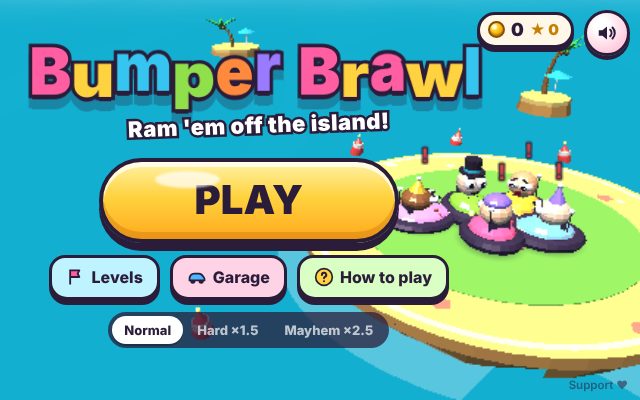 0 ★ 0
Bumper Brawl
Ram 'em off the island!
PLAY
Levels
Garage
? How to play
Normal
Hard ×1.5
Mayhem ×2.5
Support ♥